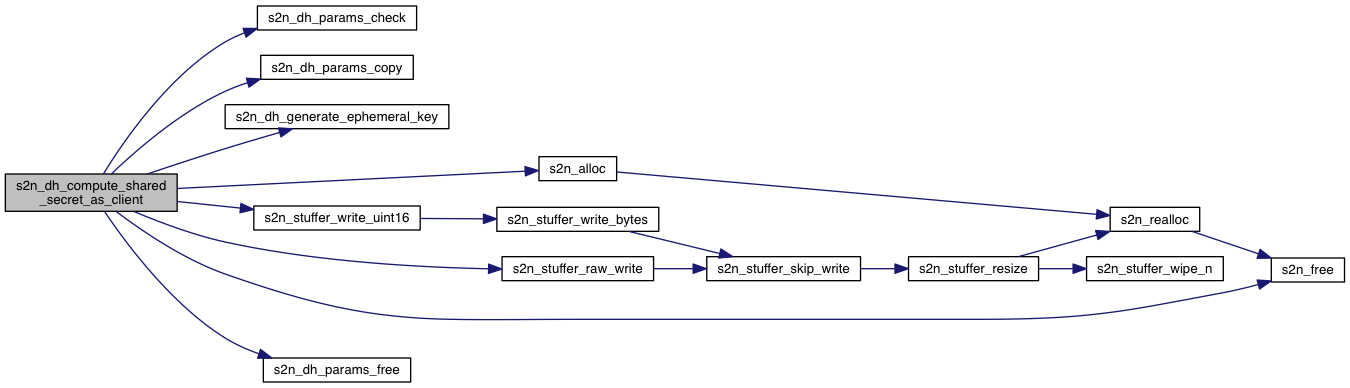 s2n_dh_params_check
s2n_dh_params_copy
s2n_dh_generate_ephemeral_key
s2n_alloc
s2n_dh_compute_shared
_secret_as_client
s2n_stuffer_write_uint16
s2n_stuffer_write_bytes
s2n_realloc
s2n_stuffer_raw_write
s2n_stuffer_skip_write
s2n_stuffer_resize
s2n_stuffer_wipe_n
s2n_free
s2n_dh_params_free